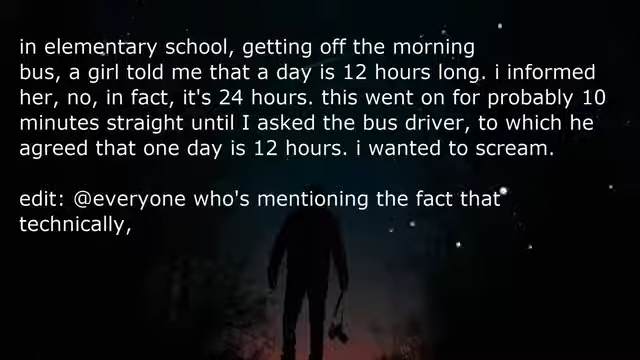 in elementary school, getting off the morning
bus, a girl told me that a day is 12 hours long. i informed
her, no, in fact, it's 24 hours. this went on for probably 10
minutes straight until I asked the bus driver, to which he
agreed that one day is 12 hours. i wanted to scream.
edit: @everyone who's mentioning the fact that
technically,